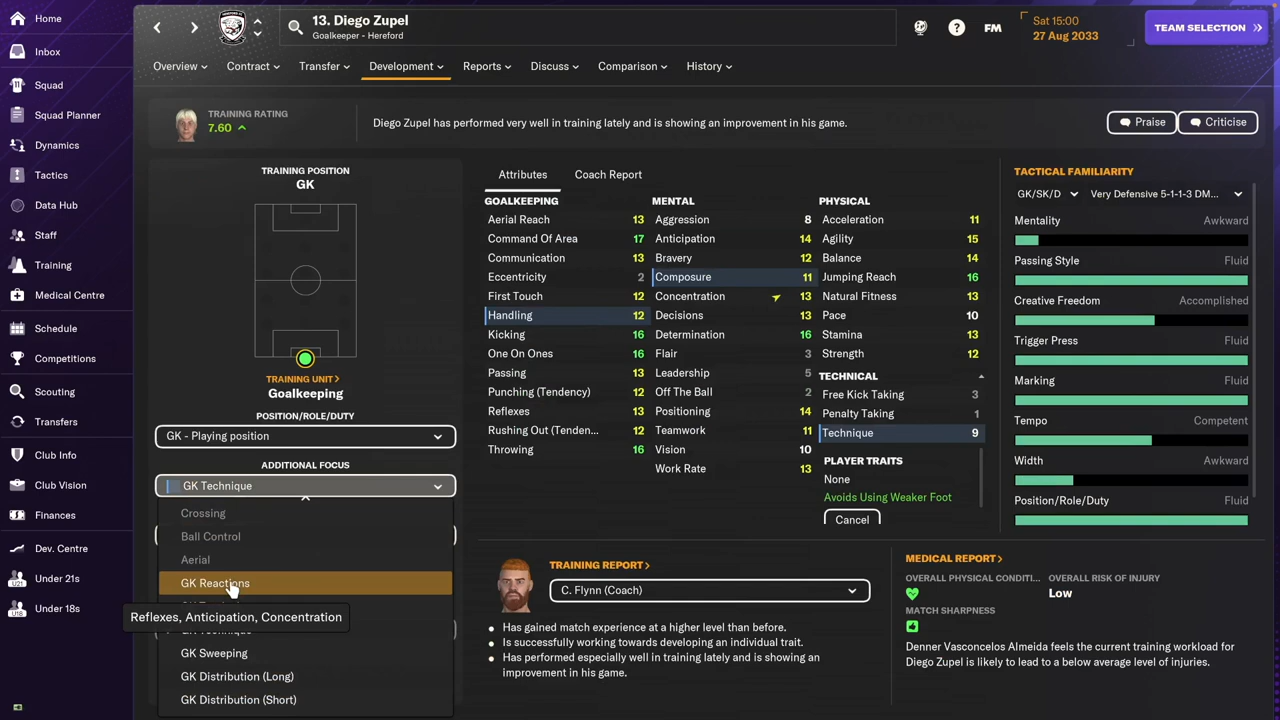 Home
Inbox
Squad
Squad Planner
Dynamics
Tactics
Data Hub
Staff
Training
Medical Centre
Schedule
Competitions
Scouting
Transfers
Club Info
Club Vision
Finances
Dev. Centre
Under 21s
Under 18s
13. Diego Zupel
Goalkeeper - Hereford
?
FM
Sat 15:00
27 Aug 2033
TEAM SELECTION
Overview
Contract
Transfer
Development
Reports
Discuss
Comparison
History
TRAINING RATING
7.60
Diego Zupel has performed very well in training lately and is showing an improvement in his game.
Praise
Criticise
TRAINING POSITION
GK
TRAINING UNIT
Goalkeeping
POSITION/ROLE/DUTY
GK - Playing position
ADDITIONAL FOCUS
GK Technique
Crossing
Ball Control
Aerial
GK Reactions
Reflexes, Anticipation, Concentration
GK Sweeping
GK Distribution (Long)
GK Distribution (Short)
Attributes
Coach Report
GOALKEEPING
Aerial Reach 13
Command Of Area 17
Communication 13
Eccentricity 2
First Touch 12
Handling 12
Kicking 16
One On Ones 16
Passing 13
Punching (Tendency) 12
Reflexes 13
Rushing Out (Tenden... 12
Throwing 16
MENTAL
Aggression 8
Anticipation 14
Bravery 12
Composure 11
Concentration 13
Decisions 13
Determination 16
Flair 3
Leadership 5
Off The Ball 2
Positioning 14
Teamwork 11
Vision 10
Work Rate 13
PHYSICAL
Acceleration 11
Agility 15
Balance 14
Jumping Reach 16
Natural Fitness 13
Pace 10
Stamina 13
Strength 12
TECHNICAL
Free Kick Taking 3
Penalty Taking 1
Technique 9
PLAYER TRAITS
None
Avoids Using Weaker Foot
Cancel
TACTICAL FAMILIARITY
GK/SK/D
Very Defensive 5-1-1-3 DM...
Mentality Awkward
Passing Style Fluid
Creative Freedom Accomplished
Trigger Press Fluid
Marking Fluid
Tempo Competent
Width Awkward
Position/Role/Duty Fluid
TRAINING REPORT
C. Flynn (Coach)
Has gained match experience at a higher level than before.
Is successfully working towards developing an individual trait.
Has performed especially well in training lately and is showing an
improvement in his game.
MEDICAL REPORT
OVERALL PHYSICAL CONDITI...
OVERALL RISK OF INJURY
Low
MATCH SHARPNESS
Denner Vasconcelos Almeida feels the current training workload for
Diego Zupel is likely to lead to a below average level of injuries.